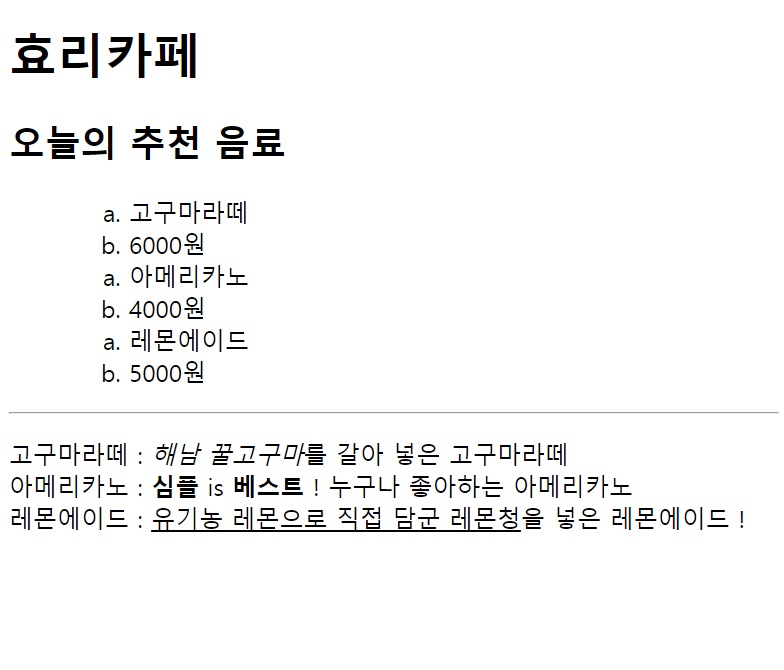 효리카페
오늘의 추천 음료
a. 고구마라떼
b. 6000원
a. 아메리카노
b. 4000원
a. 레몬에이드
b. 5000원
고구마라떼 : 해남 꿀고구마를 갈아 넣은 고구마라떼
아메리카노 : 심플 is 베스트 ! 누구나 좋아하는 아메리카노
레몬에이드 : 유기농 레몬으로 직접 담군 레몬청을 넣은 레몬에이드 !